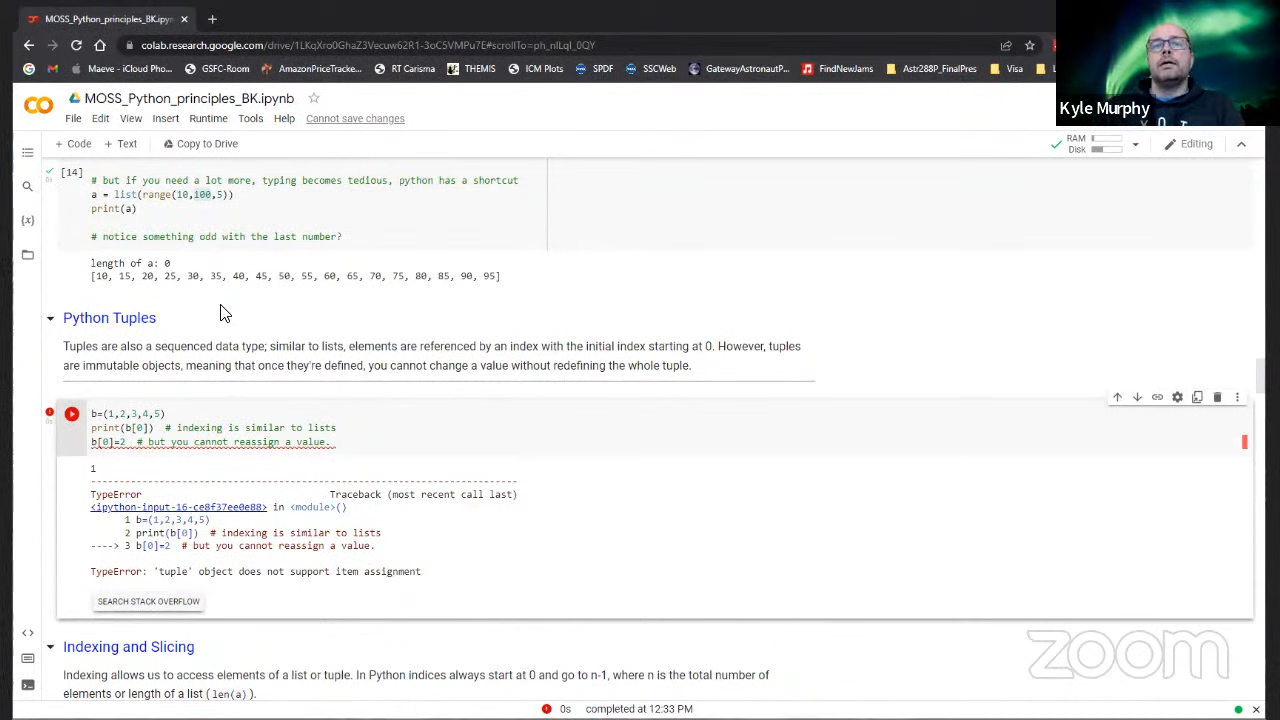 MOSS_Python_principles_BK.ipynb
colab.research.google.com/drive/1LKqXro0GhaZ3Vecuw62R1-3oC5VMPu7E#scrollTo=ph_nlLqI_0QY
Maeve - iCloud Pho... GSFC-Room AmazonPriceTracke... RT Carisma THEMIS ICM Plots SPDF SSCWeb GatewayAstronautP... FindNewJams Astr288P_FinalPres Visa
Kyle Murphy
MOSS_Python_principles_BK.ipynb
File Edit View Insert Runtime Tools Help Cannot save changes
+ Code + Text Copy to Drive RAM Disk Editing
[14] # but if you need a lot more, typing becomes tedious, python has a shortcut
0s
a = list(range(10,100,5))
print(a)
# notice something odd with the last number?
length of a: 0
[10, 15, 20, 25, 30, 35, 40, 45, 50, 55, 60, 65, 70, 75, 80, 85, 90, 95]
Python Tuples
Tuples are also a sequenced data type; similar to lists, elements are referenced by an index with the initial index starting at 0. However, tuples
are immutable objects, meaning that once they're defined, you cannot change a value without redefining the whole tuple.
b=(1,2,3,4,5)
0s
print(b[0]) # indexing is similar to lists
b[0]=2 # but you cannot reassign a value.
1
---------------------------------------------------------------------------
TypeError Traceback (most recent call last)
<ipython-input-16-ce8f37ee0e88> in <module>()
1 b=(1,2,3,4,5)
2 print(b[0]) # indexing is similar to lists
----> 3 b[0]=2 # but you cannot reassign a value.
TypeError: 'tuple' object does not support item assignment
SEARCH STACK OVERFLOW
Indexing and Slicing
Indexing allows us to access elements of a list or tuple. In Python indices always start at 0 and go to n-1, where n is the total number of
elements or length of a list (len(a)).
zoom
0s completed at 12:33 PM